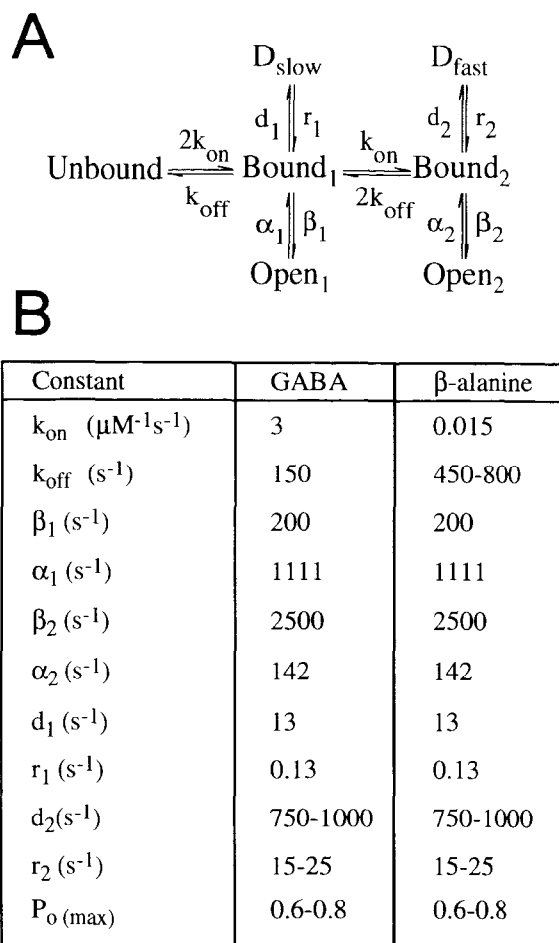 A
D_slow D_fast
d_1 r_1 d_2 r_2
2k_on k_on
Unbound Bound_1 Bound_2
k_off 2k_off
α_1 β_1 α_2 β_2
Open_1 Open_2
B
Constant GABA β-alanine
k_on (μM^-1s^-1) 3 0.015
k_off (s^-1) 150 450-800
β_1 (s^-1) 200 200
α_1 (s^-1) 1111 1111
β_2 (s^-1) 2500 2500
α_2 (s^-1) 142 142
d_1 (s^-1) 13 13
r_1 (s^-1) 0.13 0.13
d_2(s^-1) 750-1000 750-1000
r_2 (s^-1) 15-25 15-25
P_o (max) 0.6-0.8 0.6-0.8